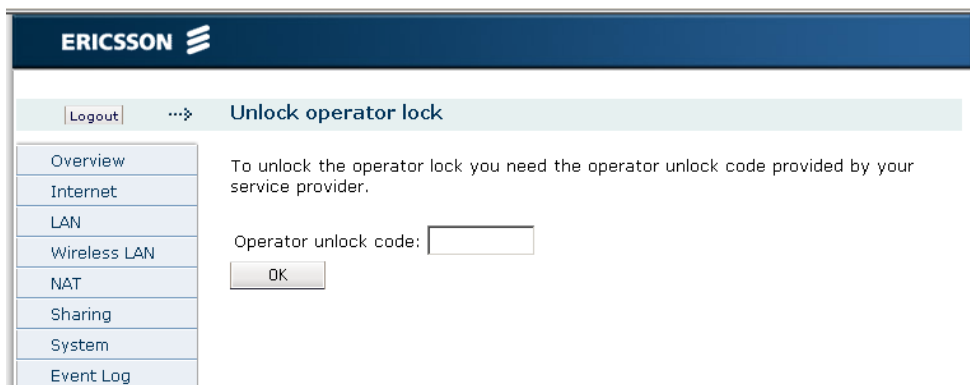 ERICSSON
Logout
Unlock operator lock
Overview
Internet
LAN
Wireless LAN
NAT
Sharing
System
Event Log
To unlock the operator lock you need the operator unlock code provided by your
service provider.
Operator unlock code:
OK